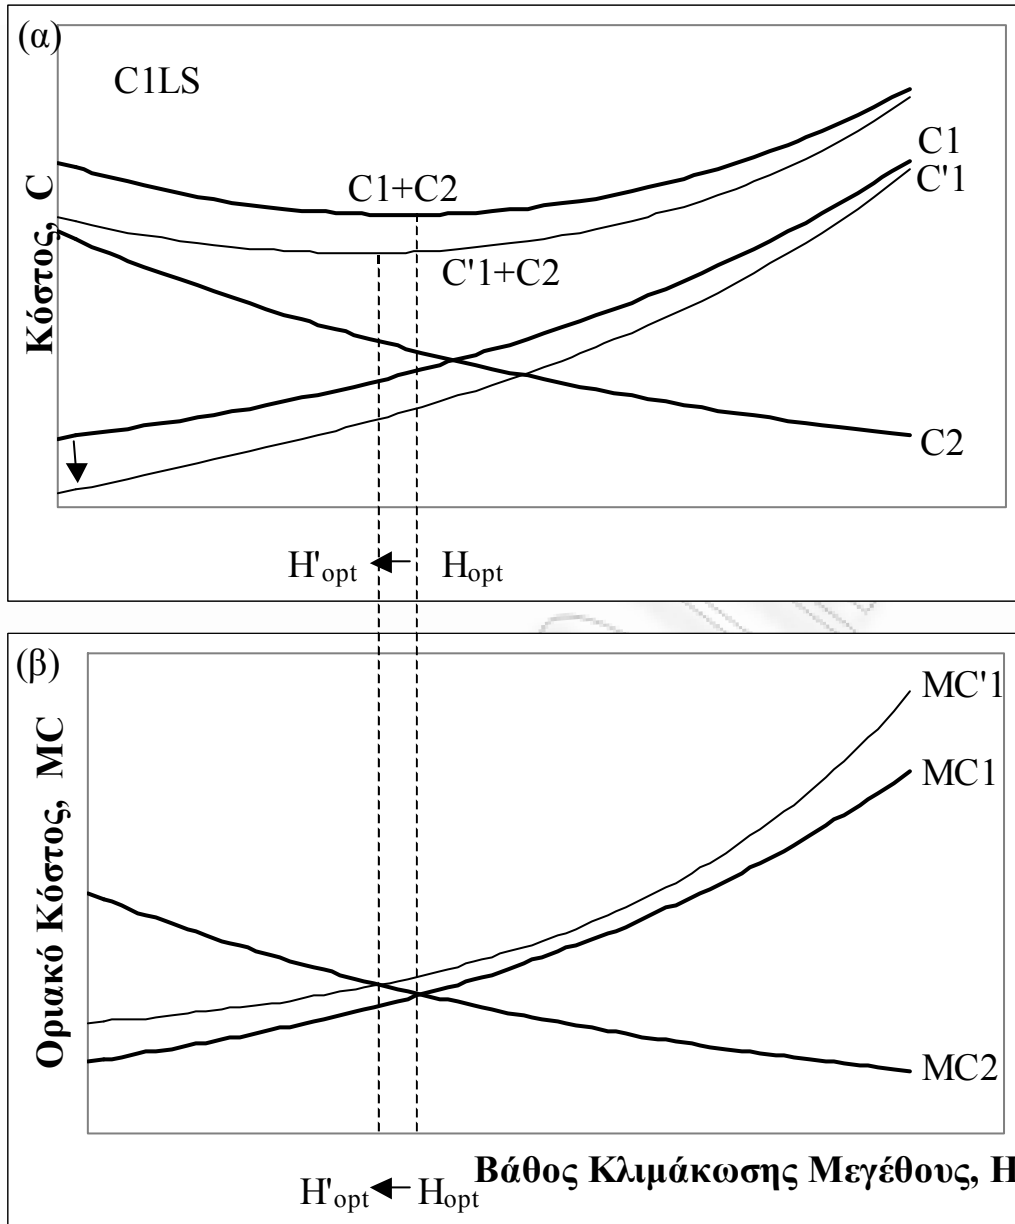 (α)
C1LS
C1
C'1
C1+C2
C'1+C2
Κόστος, C
C2
H'opt
Hopt
(β)
MC'1
MC1
Οριακό Κόστος, MC
MC2
Βάθος Κλιμάκωσης Μεγέθους, H
H'opt
Hopt